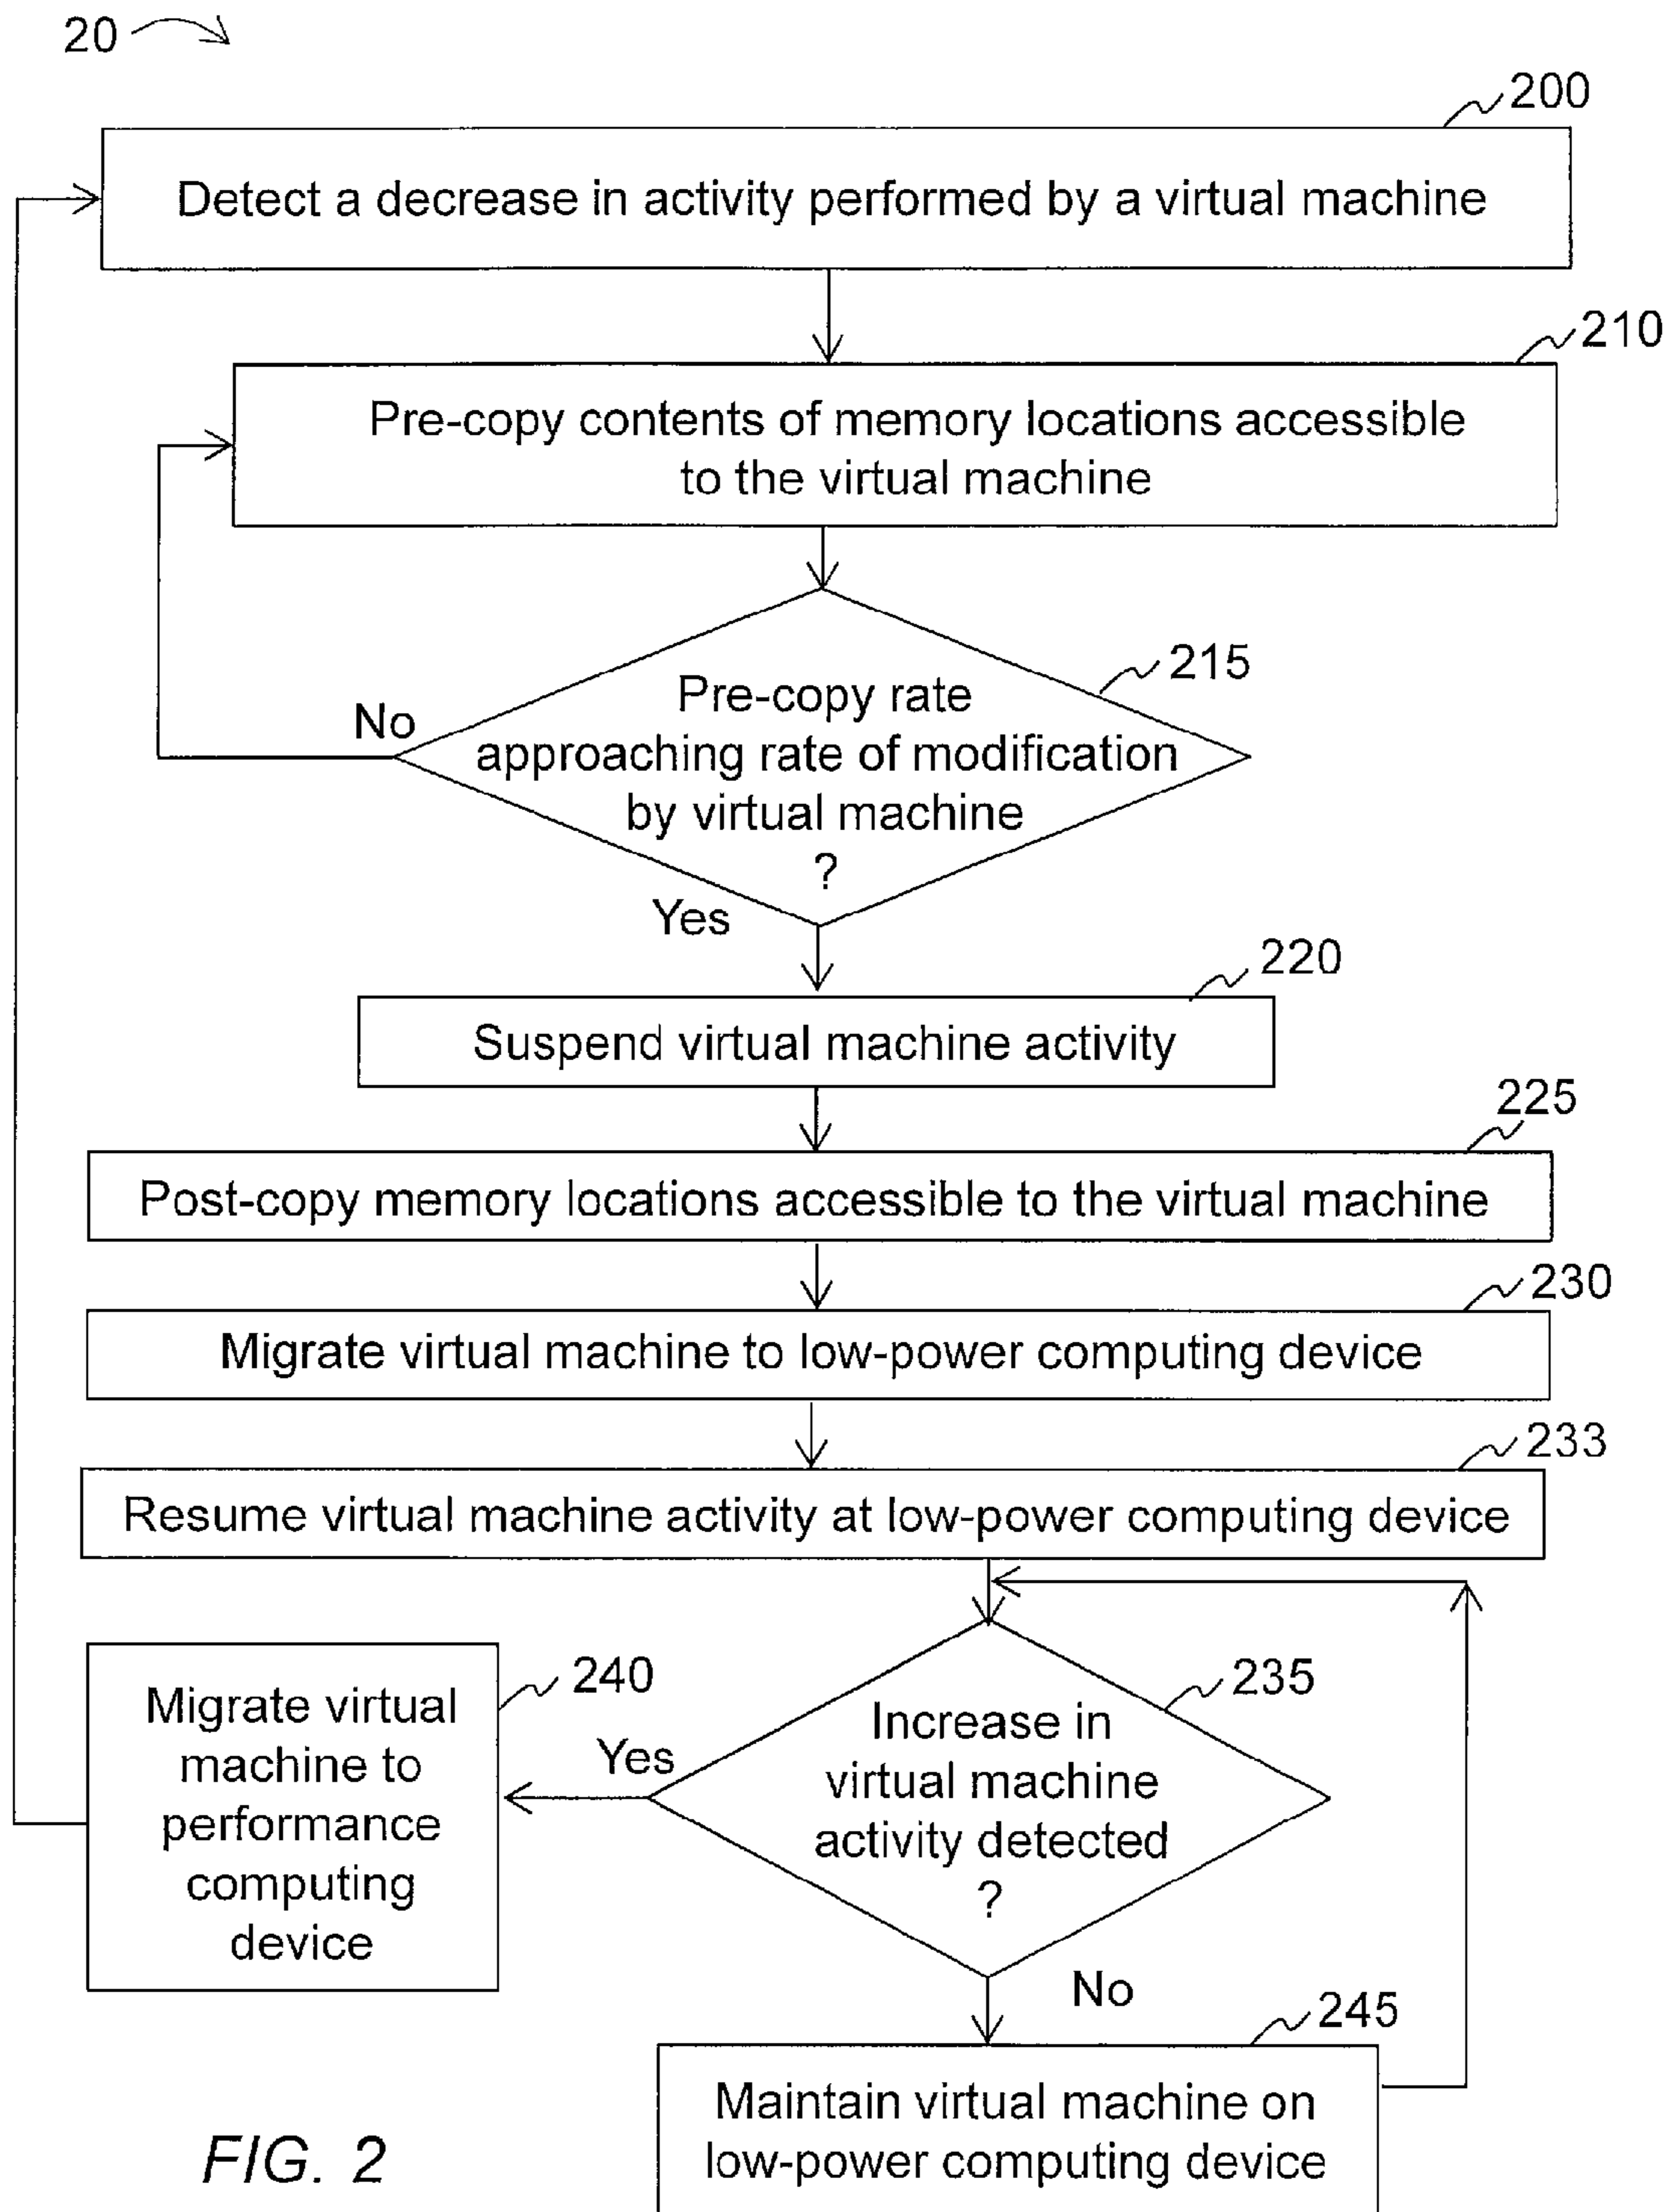 20
200
Detect a decrease in activity performed by a virtual machine
210
Pre-copy contents of memory locations accessible
to the virtual machine
215
Pre-copy rate
approaching rate of modification
by virtual machine
?
No
Yes
220
Suspend virtual machine activity
225
Post-copy memory locations accessible to the virtual machine
230
Migrate virtual machine to low-power computing device
233
Resume virtual machine activity at low-power computing device
240
Migrate virtual
machine to
performance
computing
device
Yes
235
Increase in
virtual machine
activity detected
?
No
245
Maintain virtual machine on
low-power computing device
FIG. 2